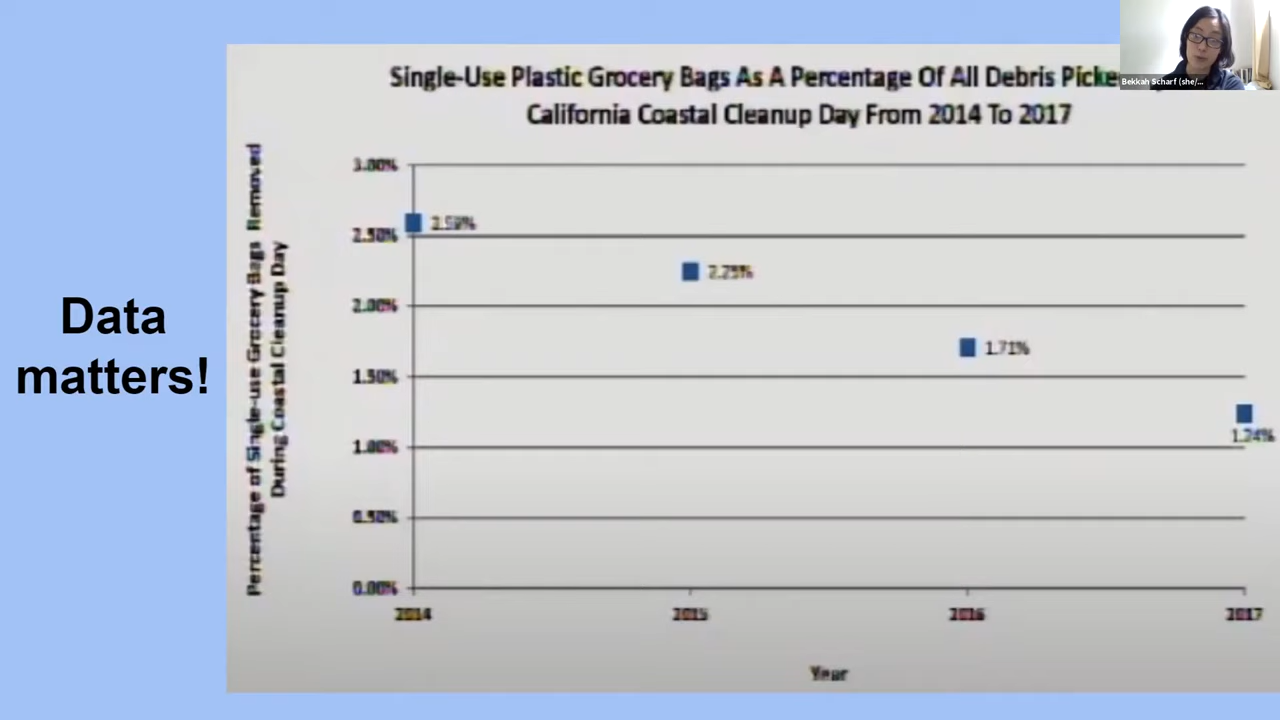 Bekkah Scharf (she/...
Single-Use Plastic Grocery Bags As A Percentage Of All Debris Picke
California Coastal Cleanup Day From 2014 To 2017
Data
matters!
Percentage of Single-use Grocery Bags Removed
During Coastal Cleanup Day
3.00%
2.50%
2.00%
1.50%
1.00%
0.50%
0.00%
2.25%
1.71%
1.24%
2014
2015
2016
2017
Year